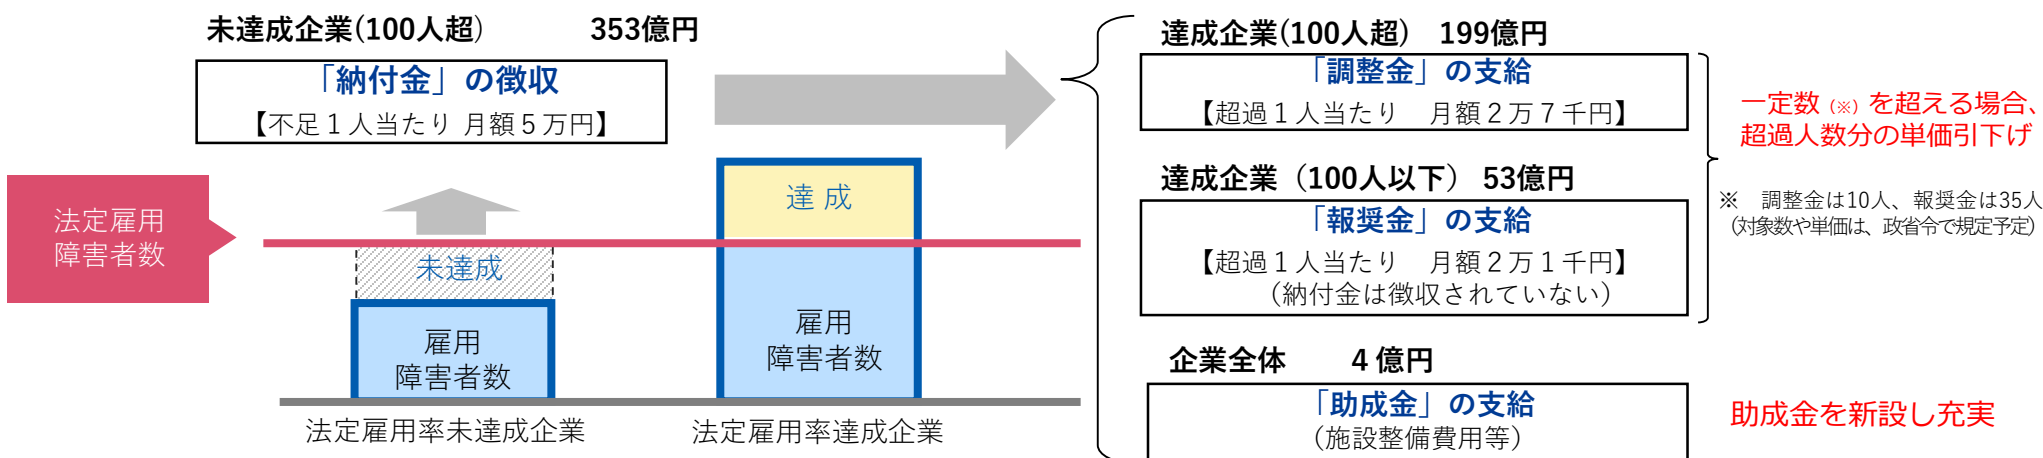 未達成企業(100人超)　353億円
「納付金」の徴収
【不足１人当たり 月額５万円】
法定雇用
障害者数
未達成
雇用
障害者数
法定雇用率未達成企業
達 成
雇用
障害者数
法定雇用率達成企業
達成企業(100人超)　199億円
「調整金」の支給
【超過１人当たり　月額２万７千円】
達成企業（100人以下） 53億円
「報奨金」の支給
【超過１人当たり　月額２万１千円】
（納付金は徴収されていない）
企業全体　４億円
「助成金」の支給
（施設整備費用等）
一定数（※）を超える場合、
超過人数分の単価引下げ
※　調整金は10人、報奨金は35人
（対象数や単価は、政省令で規定予定）
助成金を新設し充実